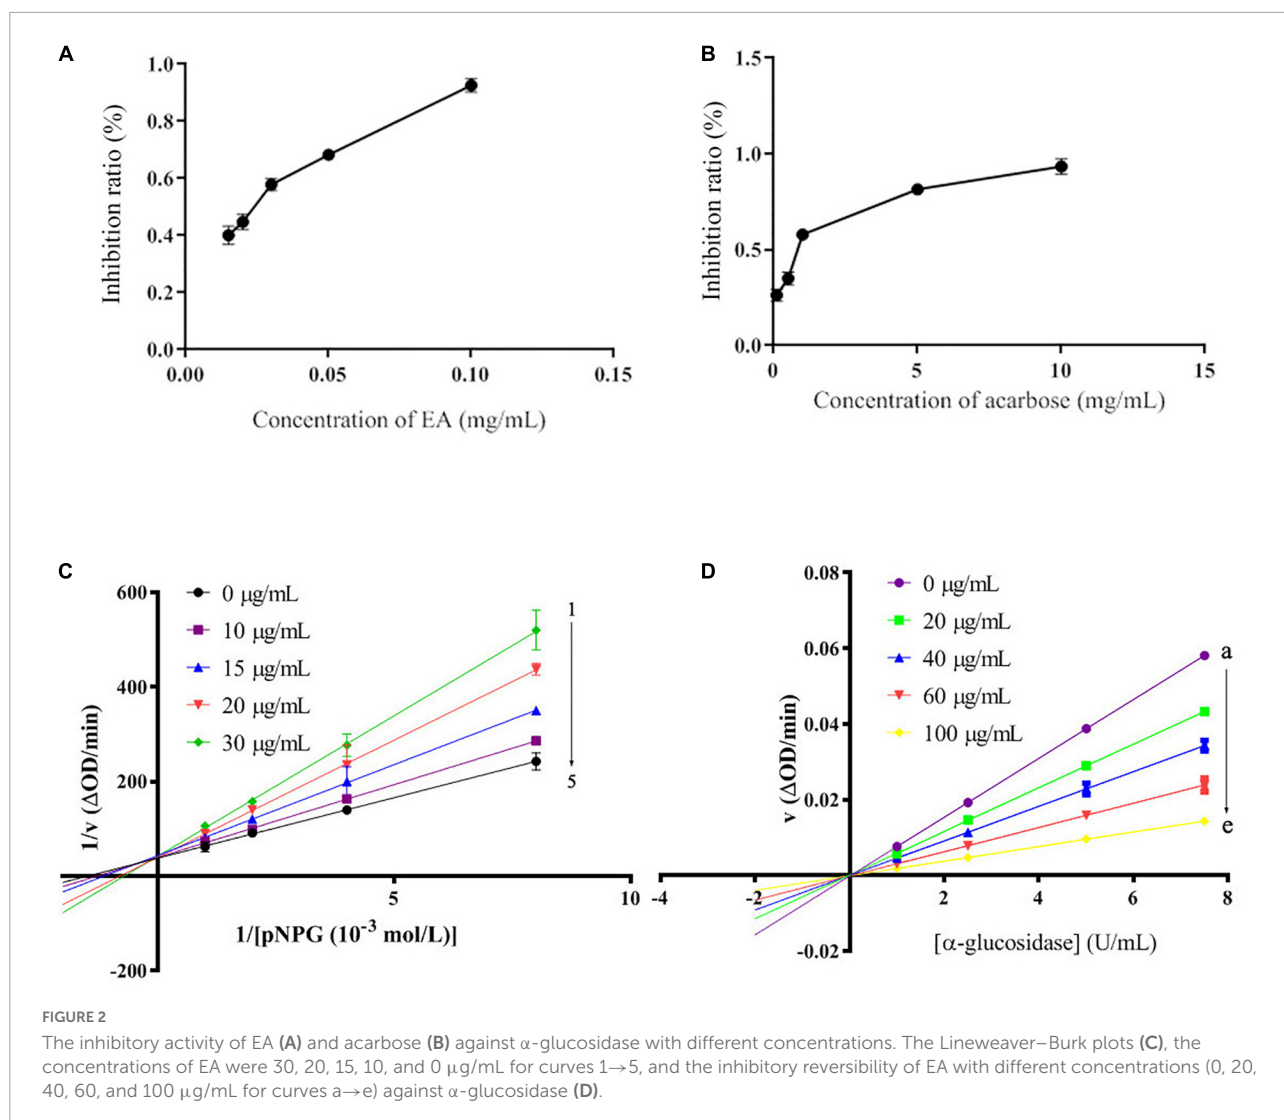 A
1.0
0.8
0.6
0.4
0.2
0.0
0.00 0.05 0.10 0.15
Inhibition ratio (%)
Concentration of EA (mg/mL)
B
1.5
1.0
0.5
0.0
0 5 10 15
Inhibition ratio (%)
Concentration of acarbose (mg/mL)
C
600
400
200
-200
5 10
1/v (ΔOD/min)
1/[pNPG (10-3 mol/L)]
0 µg/mL
10 µg/mL
15 µg/mL
20 µg/mL
30 µg/mL
1
5
D
0.08
0.06
0.04
0.02
-0.02
-4 -2 2 4 6 8
v (ΔOD/min)
[α-glucosidase] (U/mL)
0 µg/mL
20 µg/mL
40 µg/mL
60 µg/mL
100 µg/mL
a
e
FIGURE 2
The inhibitory activity of EA (A) and acarbose (B) against α-glucosidase with different concentrations. The Lineweaver–Burk plots (C), the
concentrations of EA were 30, 20, 15, 10, and 0 µg/mL for curves 1→5, and the inhibitory reversibility of EA with different concentrations (0, 20,
40, 60, and 100 µg/mL for curves a→e) against α-glucosidase (D).